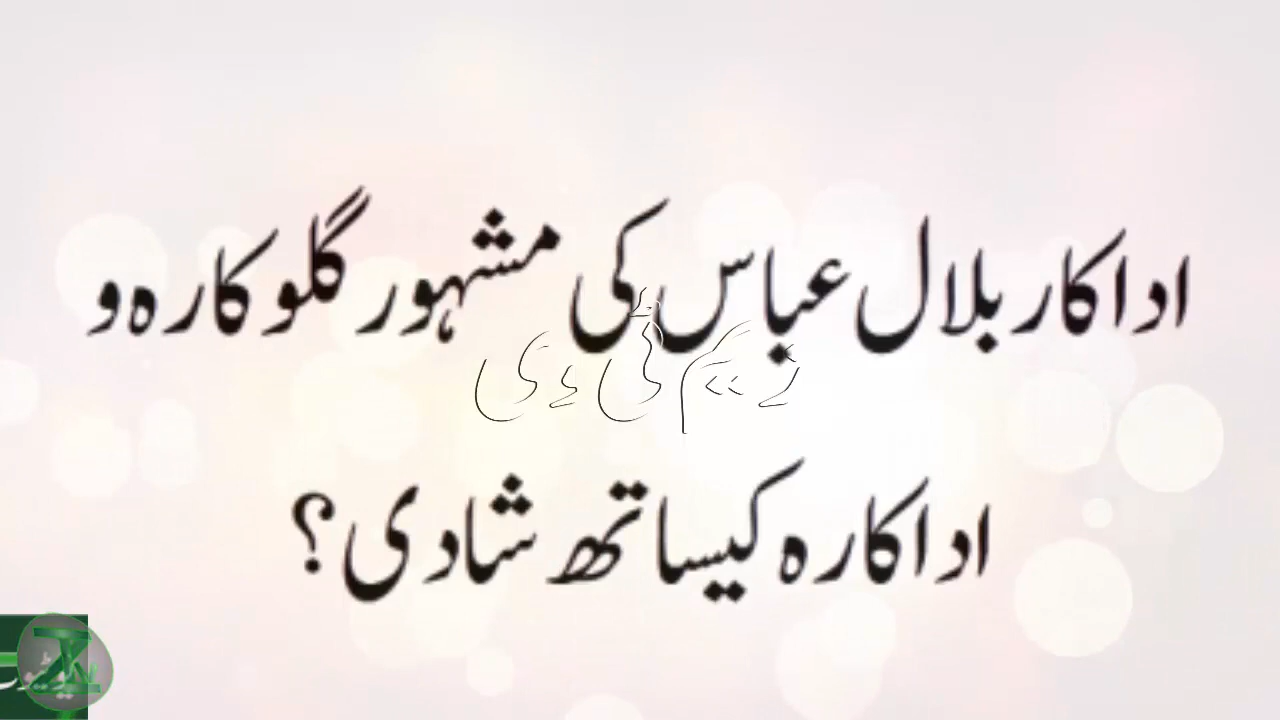 اداکار بلال عباس کی مشہور گلوکارہ و
اداکارہ کیساتھ شادی؟